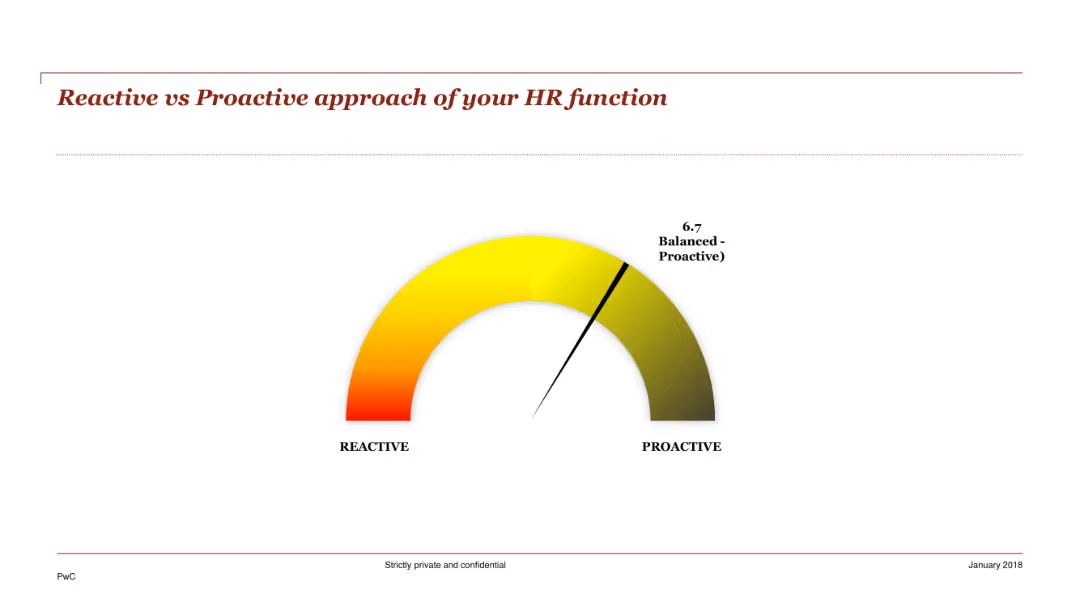 Reactive vs Proactive approach of your HR function
6.7
Balanced -
Proactive)
REACTIVE
PROACTIVE
Strictly private and confidential
January 2018
PwC